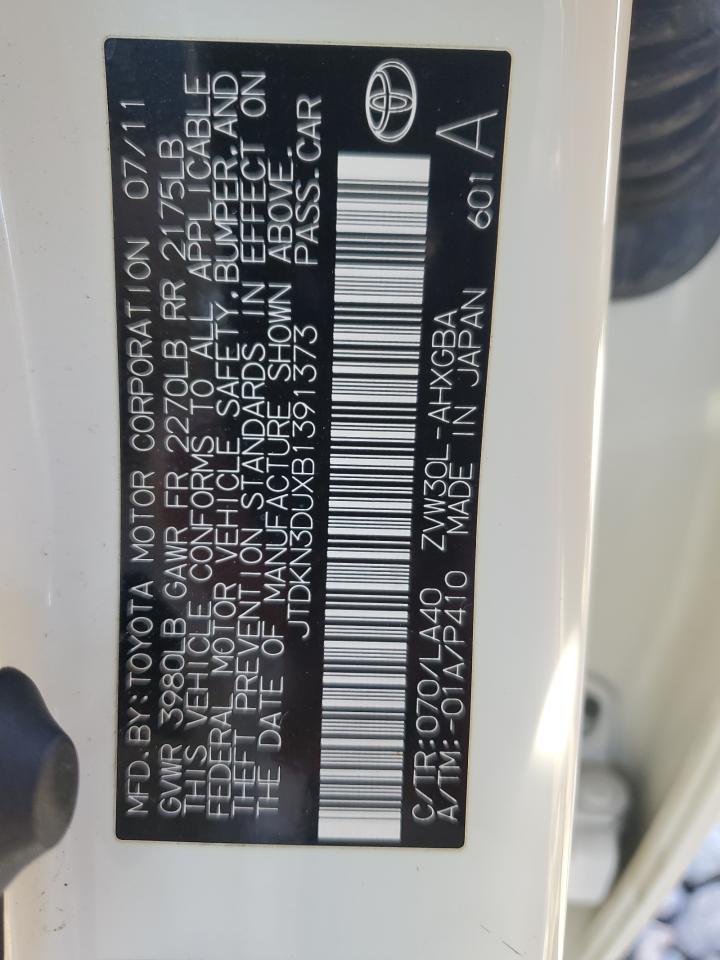 MFD.BY:TOYOTA MOTOR CORPORATION 07/11
GVWR 3980LB GAWR FR 2270LB RR 2175LB
THIS VEHICLE CONFORMS TO ALL APPLICABLE
FEDERAL MOTOR VEHICLE SAFETY,BUMPER,AND
THEFT PREVENTION STANDARDS IN EFFECT ON
THE DATE OF MANUFACTURE SHOWN ABOVE.
JTDKN3DUXB1391373 PASS.CAR
C/TR:070/LA40 ZVW30L-AHXGBA
A/TM:-01A/P410 MADE IN JAPAN 601 A